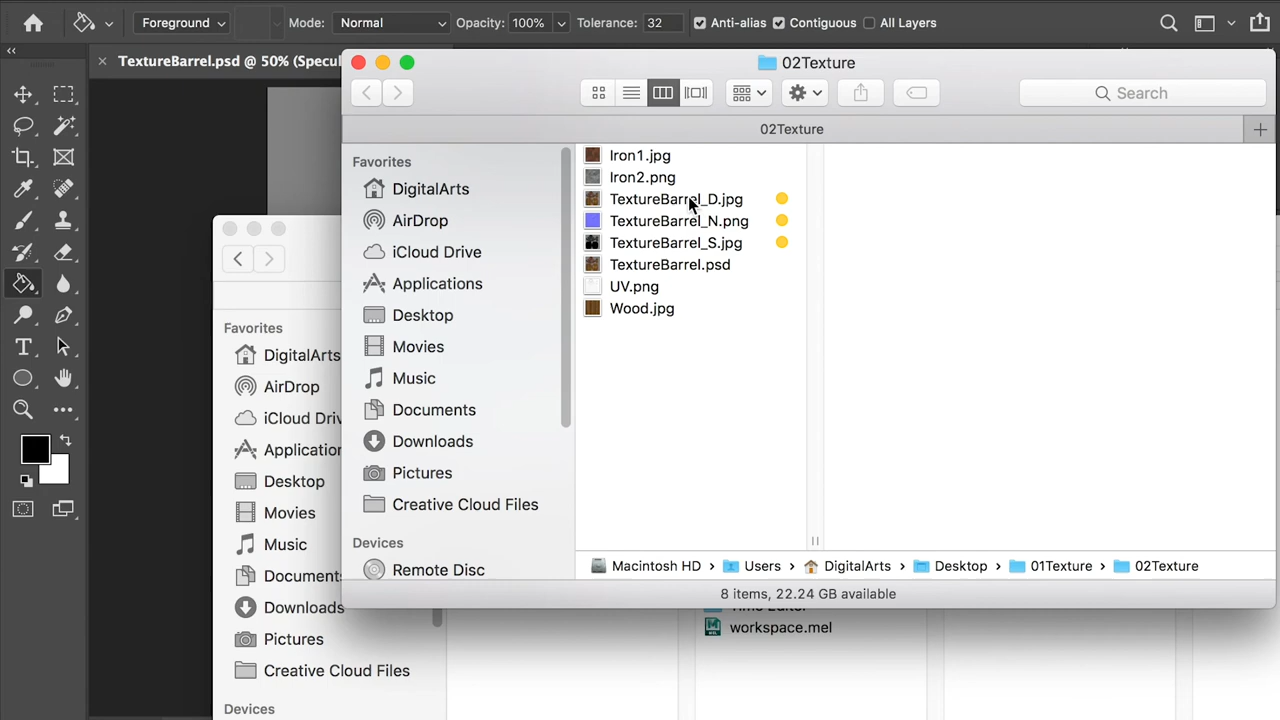 Foreground Mode: Normal Opacity: 100% Tolerance: 32 Anti-alias Contiguous All Layers
TextureBarrel.psd @ 50% (Specul
02Texture
Search
02Texture
Favorites
DigitalArts
AirDrop
iCloud Drive
Applications
Desktop
Movies
Music
Documents
Downloads
Pictures
Creative Cloud Files
Devices
Remote Disc
Iron1.jpg
Iron2.png
TextureBarrel_D.jpg
TextureBarrel_N.png
TextureBarrel_S.jpg
TextureBarrel.psd
UV.png
Wood.jpg
Macintosh HD › Users › DigitalArts › Desktop › 01Texture › 02Texture
8 items, 22.24 GB available
Favorites
DigitalArts
AirDrop
iCloud Driv
Application
Desktop
Movies
Music
Document
Downloads
Pictures
Creative Cloud Files
Devices
workspace.mel